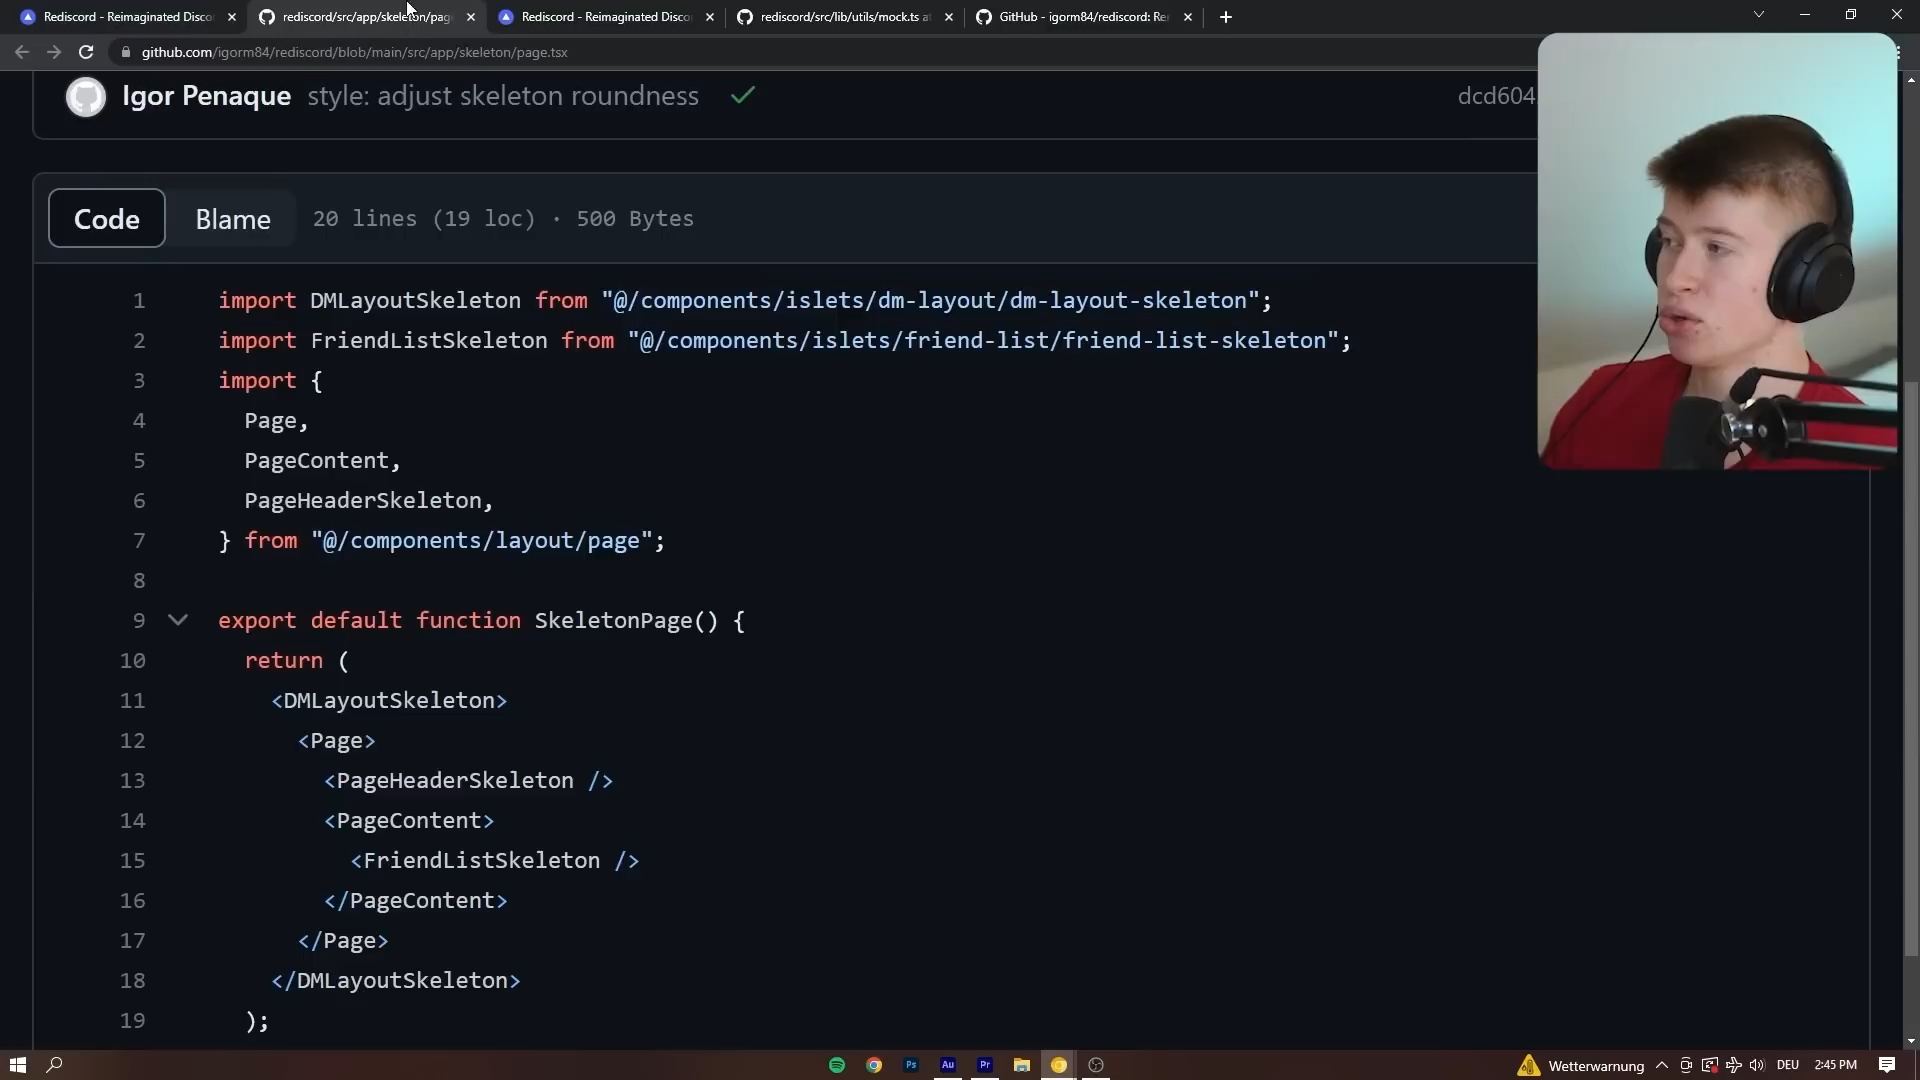 Rediscord - Reimaginated Disco
rediscord/src/app/skeleton/page
Rediscord - Reimaginated Disco
rediscord/src/lib/utils/mock.ts at
GitHub - igorm84/rediscord: Re
github.com/igorm84/rediscord/blob/main/src/app/skeleton/page.tsx
Igor Penaque style: adjust skeleton roundness
dcd604
Code
Blame
20 lines (19 loc) · 500 Bytes
1 import DMLayoutSkeleton from "@/components/islets/dm-layout/dm-layout-skeleton";
2 import FriendListSkeleton from "@/components/islets/friend-list/friend-list-skeleton";
3 import {
4 Page,
5 PageContent,
6 PageHeaderSkeleton,
7 } from "@/components/layout/page";
8
9 export default function SkeletonPage() {
10 return (
11 <DMLayoutSkeleton>
12 <Page>
13 <PageHeaderSkeleton />
14 <PageContent>
15 <FriendListSkeleton />
16 </PageContent>
17 </Page>
18 </DMLayoutSkeleton>
19 );
Ps
Au
Pr
Wetterwarnung
DEU
2:45 PM